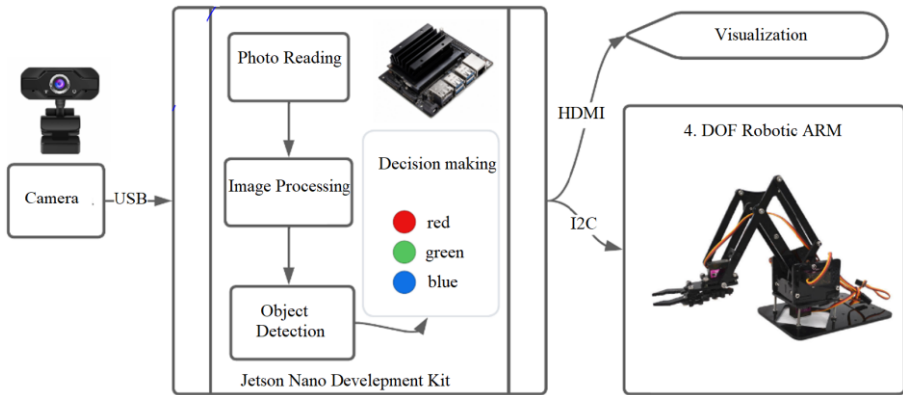 Camera
USB
Photo Reading
Image Processing
Object
Detection
Decision making
red
green
blue
Jetson Nano Develepment Kit
HDMI
I2C
Visualization
4. DOF Robotic ARM